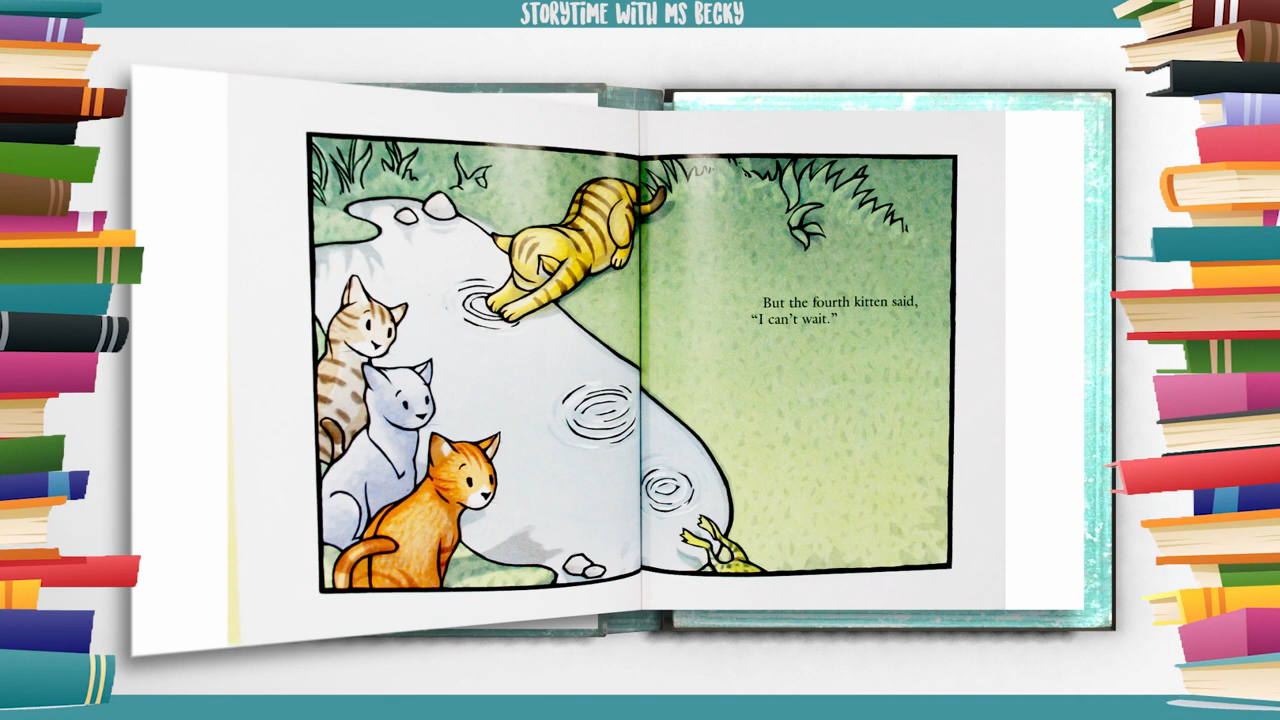 STORYTIME WITH MS BECKY
But the fourth kitten said,
“I can’t wait.”